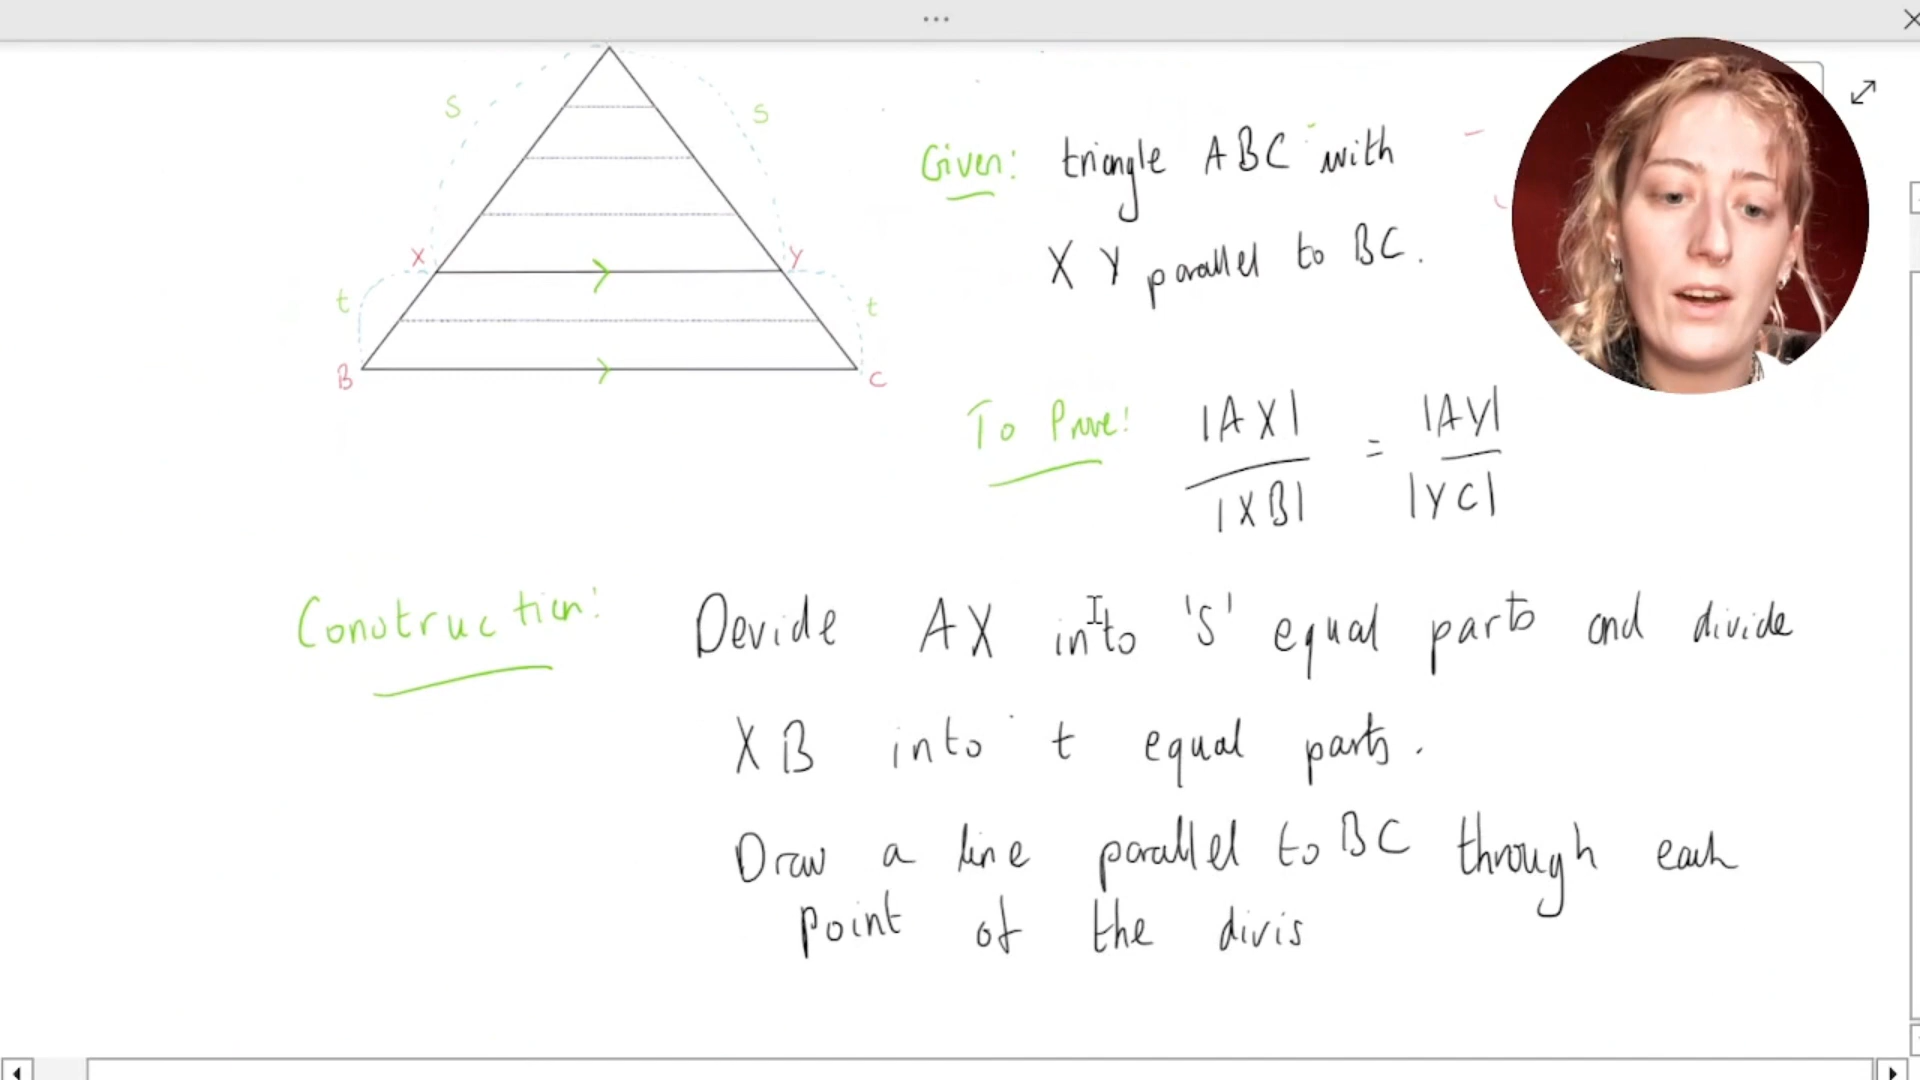 S
S
Given: triangle ABC with
X Y parallel to BC.
X
Y
t
t
B
C
To Prove: |AX| / |XB| = |AY| / |YC|
Construction: Devide AX into 's' equal parts and divide
XB into t equal parts.
Draw a line parallel to BC through each
point of the divis